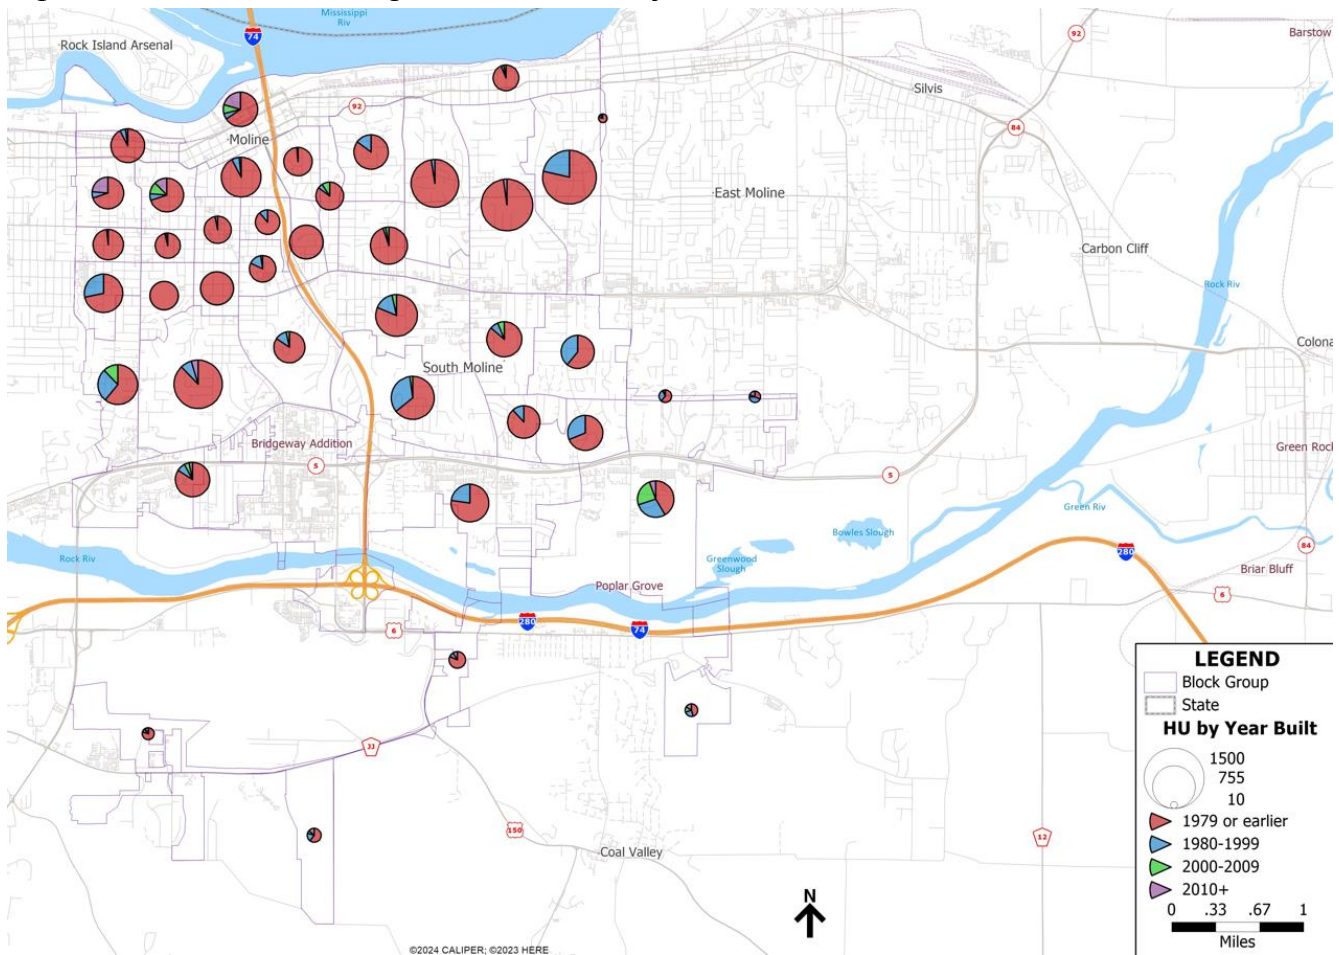 Mississippi
Riv
74
92
Barstow
Rock Island Arsenal
Silvis
92
84
Moline
East Moline
Carbon Cliff
Rock Riv
Colona
South Moline
Bridgeway Addition
5
5
Green Rock
Green Riv
Bowles Slough
Greenwood
Slough
84
280
Rock Riv
Poplar Grove
Briar Bluff
6
6
280
74
JJ
150
12
Coal Valley
N
©2024 CALIPER; ©2023 HERE
LEGEND
Block Group
State
HU by Year Built
1500
755
10
1979 or earlier
1980-1999
2000-2009
2010+
0 .33 .67 1
Miles